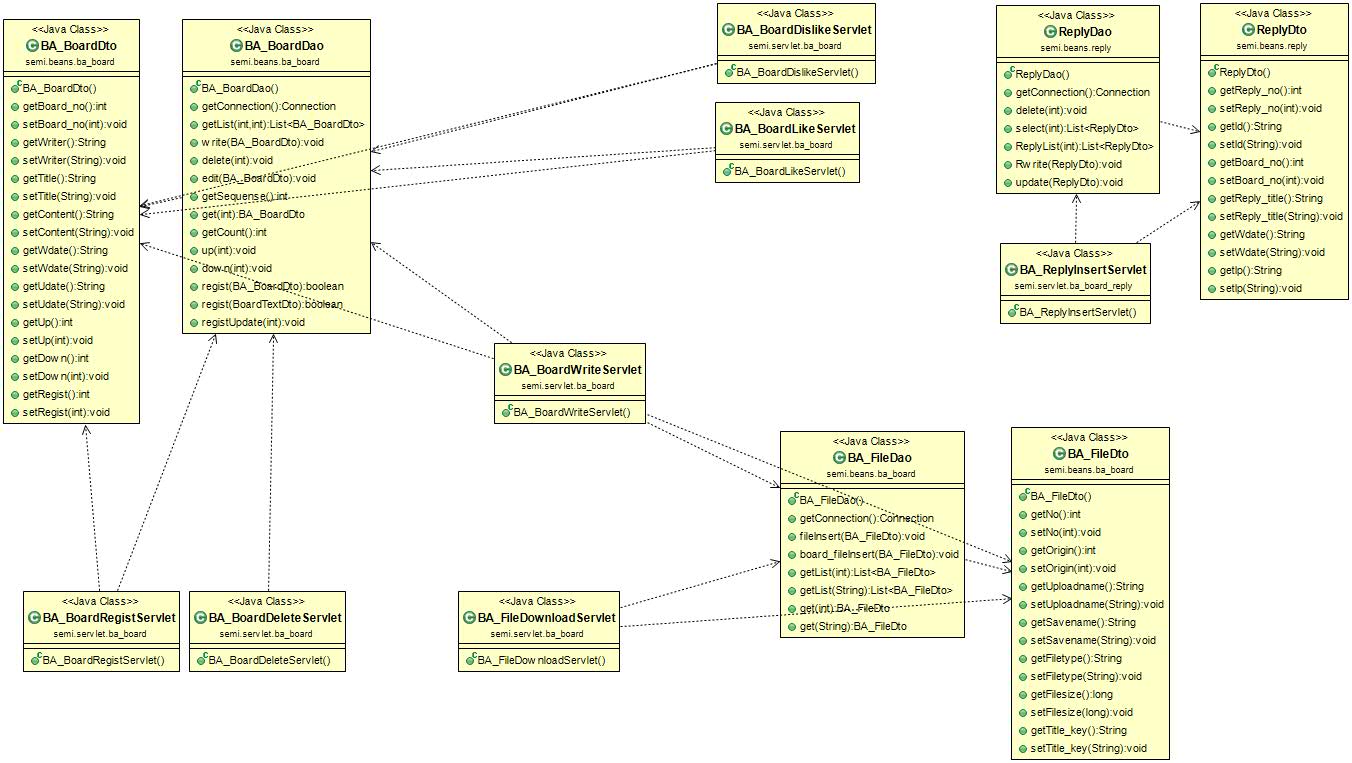 <<Java Class>>
BA_BoardDto
semi.beans.ba_board
BA_BoardDto()
getBoard_no():int
setBoard_no(int):void
getWriter():String
setWriter(String):void
getTitle():String
setTitle(String):void
getContent():String
setContent(String):void
getWdate():String
setWdate(String):void
getUdate():String
setUdate(String):void
getUp():int
setUp(int):void
getDown():int
setDown(int):void
getRegist():int
setRegist(int):void
<<Java Class>>
BA_BoardDao
semi.beans.ba_board
BA_BoardDao()
getConnection():Connection
getList(int,int):List<BA_BoardDto>
write(BA_BoardDto):void
delete(int):void
edit(BA_BoardDto):void
getSequense():int
get(int):BA_BoardDto
getCount():int
up(int):void
down(int):void
regist(BA_BoardDto):boolean
regist(BoardTextDto):boolean
registUpdate(int):void
<<Java Class>>
BA_BoardDislikeServlet
semi.servlet.ba_board
BA_BoardDislikeServlet()
<<Java Class>>
BA_BoardLikeServlet
semi.servlet.ba_board
BA_BoardLikeServlet()
<<Java Class>>
ReplyDao
semi.beans.reply
ReplyDao()
getConnection():Connection
delete(int):void
select(int):List<ReplyDto>
ReplyList(int):List<ReplyDto>
Rwrite(ReplyDto):void
update(ReplyDto):void
<<Java Class>>
ReplyDto
semi.beans.reply
ReplyDto()
getReply_no():int
setReply_no(int):void
getId():String
setId(String):void
getBoard_no():int
setBoard_no(int):void
getReply_title():String
setReply_title(String):void
getWdate():String
setWdate(String):void
getIp():String
setIp(String):void
<<Java Class>>
BA_ReplyInsertServlet
semi.servlet.ba_board_reply
BA_ReplyInsertServlet()
<<Java Class>>
BA_BoardWriteServlet
semi.servlet.ba_board
BA_BoardWriteServlet()
<<Java Class>>
BA_FileDao
semi.beans.ba_board
BA_FileDao()
getConnection():Connection
fileInsert(BA_FileDto):void
board_fileInsert(BA_FileDto):void
getList(int):List<BA_FileDto>
getList(String):List<BA_FileDto>
get(int):BA_FileDto
get(String):BA_FileDto
<<Java Class>>
BA_FileDto
semi.beans.ba_board
BA_FileDto()
getNo():int
setNo(int):void
getOrigin():int
setOrigin(int):void
getUploadname():String
setUploadname(String):void
getSavename():String
setSavename(String):void
getFiletype():String
setFiletype(String):void
getFilesize():long
setFilesize(long):void
getTitle_key():String
setTitle_key(String):void
<<Java Class>>
BA_BoardRegistServlet
semi.servlet.ba_board
BA_BoardRegistServlet()
<<Java Class>>
BA_BoardDeleteServlet
semi.servlet.ba_board
BA_BoardDeleteServlet()
<<Java Class>>
BA_FileDownloadServlet
semi.servlet.ba_board
BA_FileDownloadServlet()